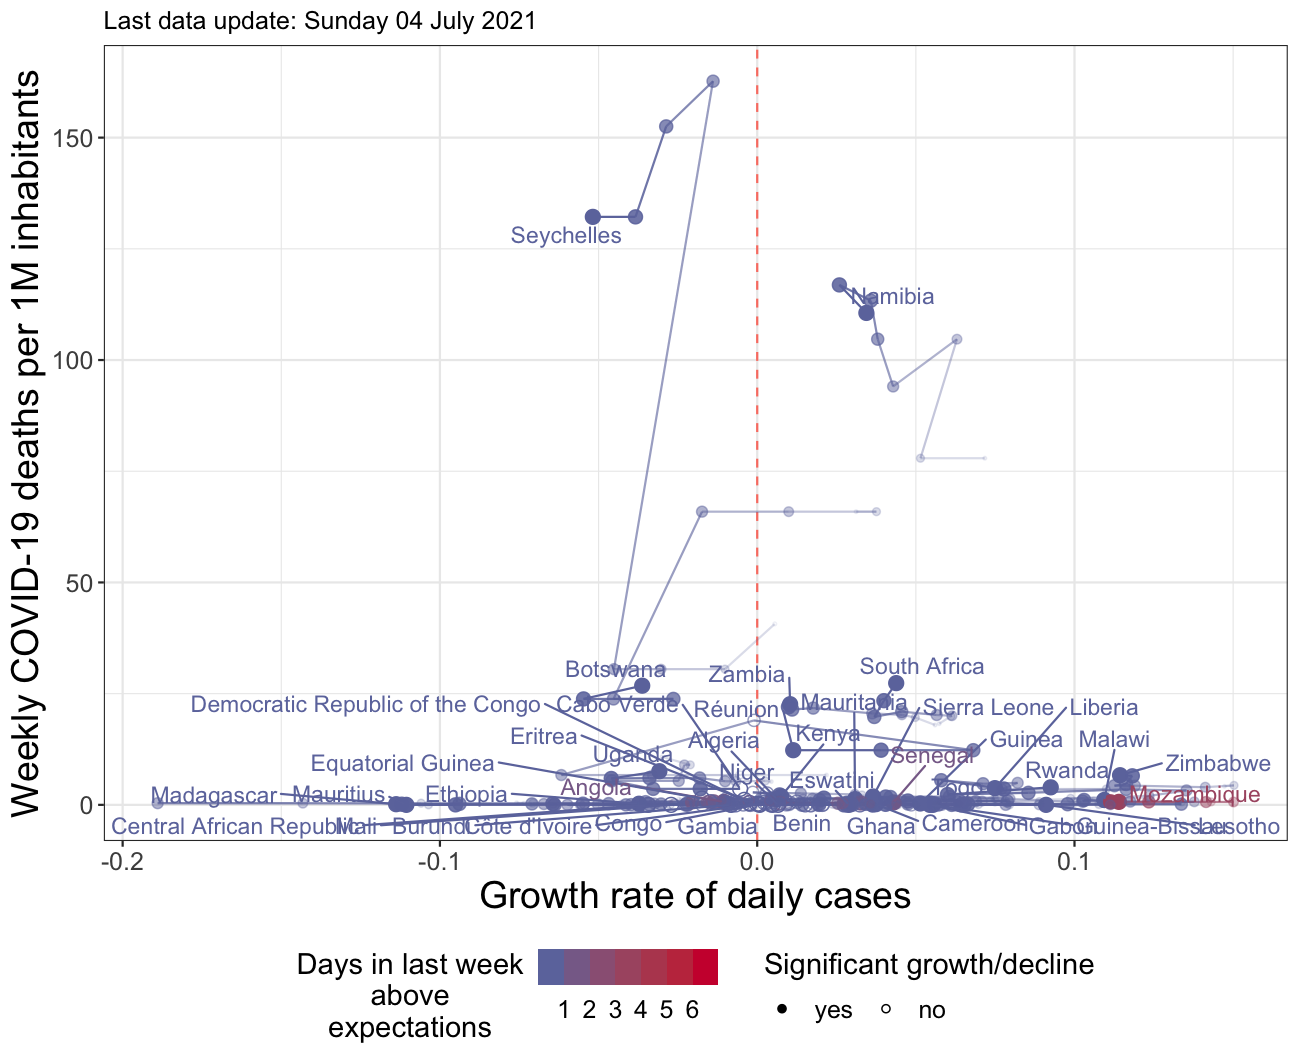 Last data update: Sunday 04 July 2021
Weekly COVID-19 deaths per 1M inhabitants
150
100
50
0
Seychelles
Namibia
Botswana
Zambia
South Africa
Democratic Republic of the Congo
Cabo Verde
Réunion
Mauritania
Sierra Leone
Liberia
Eritrea
Algeria
Kenya
Guinea
Malawi
Equatorial Guinea
Uganda
Niger
Senegal
Rwanda
Zimbabwe
Madagascar
Mauritius
Ethiopia
Angola
Eswatini
Togo
Mozambique
Central African Republic
Mali
Burundi
Côte d'Ivoire
Congo
Gambia
Benin
Ghana
Cameroon
Gabon
Guinea-Bissau
Lesotho
-0.2
-0.1
0.0
0.1
Growth rate of daily cases
Days in last week
above
expectations
1 2 3 4 5 6
Significant growth/decline
yes
no